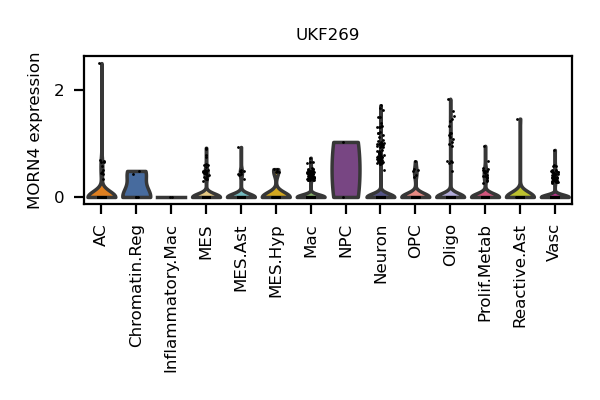 UKF269
MORN4 expression
2
0
AC
Chromatin.Reg
Inflammatory.Mac
MES
MES.Ast
MES.Hyp
Mac
NPC
Neuron
OPC
Oligo
Prolif.Metab
Reactive.Ast
Vasc